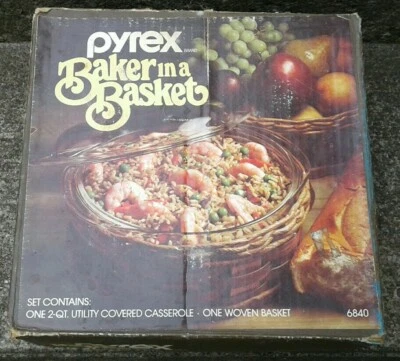 pyrex
Baker in a
Basket
SET CONTAINS:
ONE 2-QT. UTILITY COVERED CASSEROLE · ONE WOVEN BASKET 6840